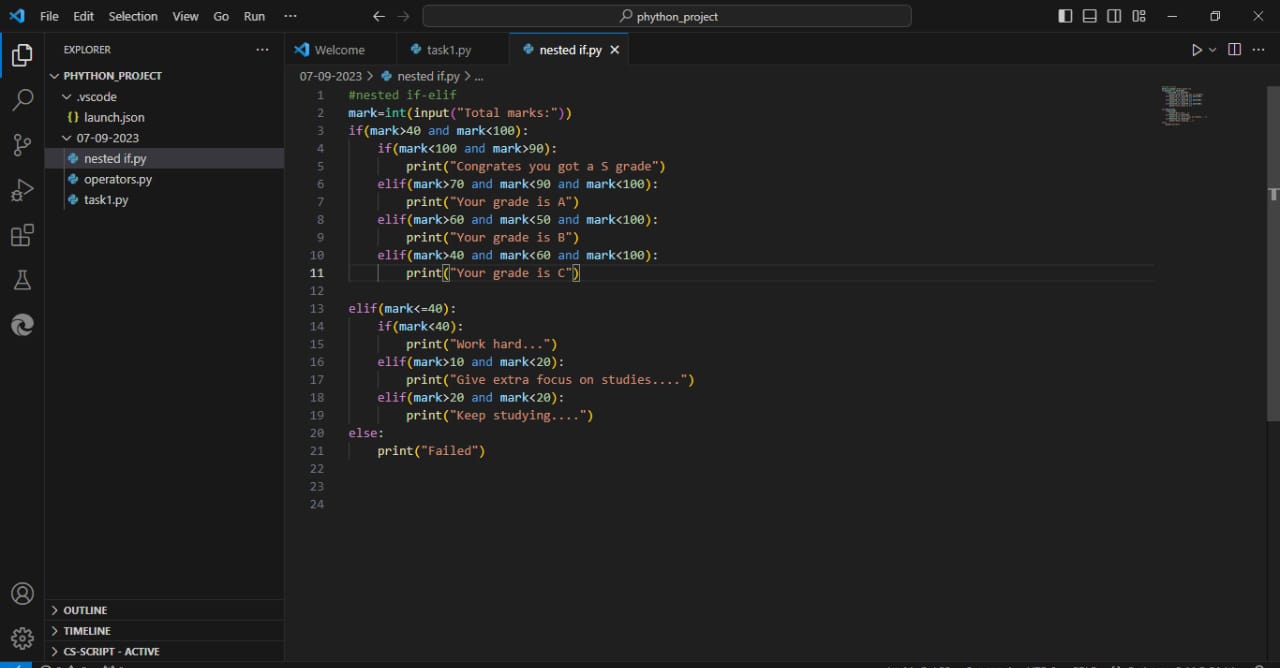 File Edit Selection View Go Run ... phython_project
EXPLORER ...
PHYTHON_PROJECT
.vscode
{} launch.json
07-09-2023
nested if.py
operators.py
task1.py
OUTLINE
TIMELINE
CS-SCRIPT - ACTIVE
Welcome task1.py nested if.py
07-09-2023 > nested if.py > ...
1 #nested if-elif
2 mark=int(input("Total marks:"))
3 if(mark>40 and mark<100):
4     if(mark<100 and mark>90):
5         print("Congrates you got a S grade")
6     elif(mark>70 and mark<90 and mark<100):
7         print("Your grade is A")
8     elif(mark>60 and mark<50 and mark<100):
9         print("Your grade is B")
10     elif(mark>40 and mark<60 and mark<100):
11         print("Your grade is C")
12
13 elif(mark<=40):
14     if(mark<40):
15         print("Work hard...")
16     elif(mark>10 and mark<20):
17         print("Give extra focus on studies....")
18     elif(mark>20 and mark<20):
19         print("Keep studying....")
20 else:
21     print("Failed")
22
23
24